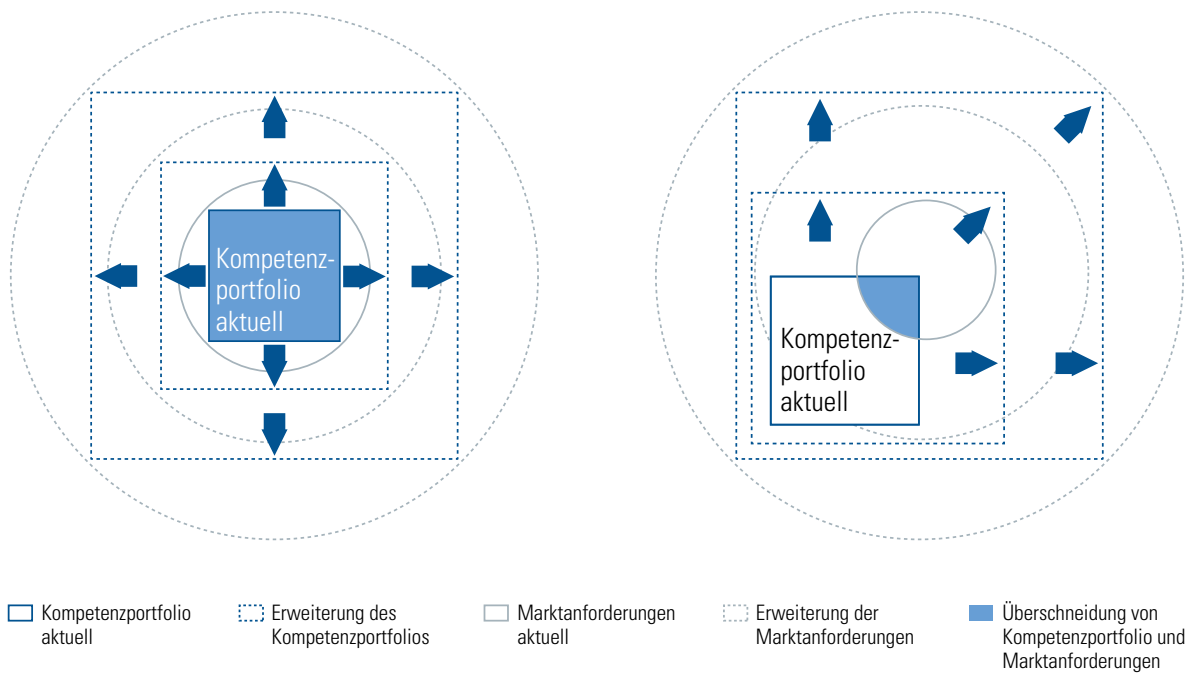 Kompetenz-
portfolio
aktuell
Kompetenz-
portfolio
aktuell
Kompetenzportfolio
aktuell
Erweiterung des
Kompetenzportfolios
Marktanforderungen
aktuell
Erweiterung der
Marktanforderungen
Überschneidung von
Kompetenzportfolio und
Marktanforderungen